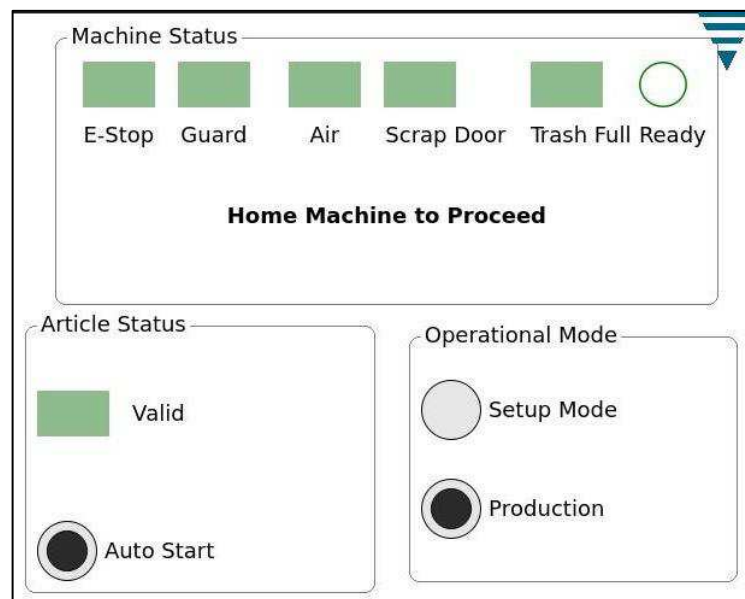 Machine Status
E-Stop Guard Air Scrap Door Trash Full Ready
Home Machine to Proceed
Article Status
Valid
Auto Start
Operational Mode
Setup Mode
Production